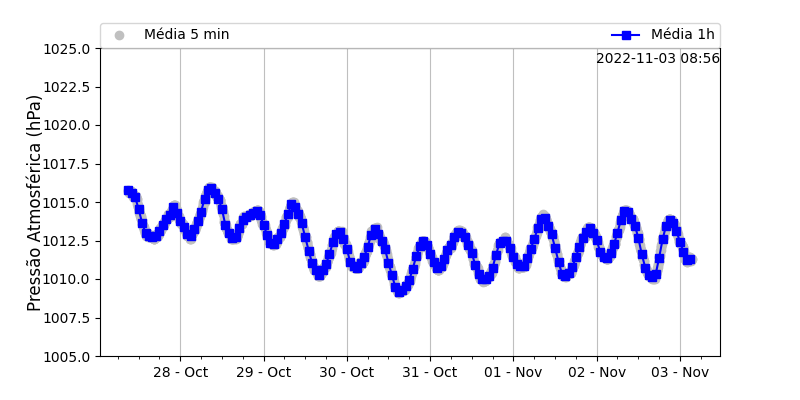 Média 5 min
Média 1h
2022-11-03 08:56
Pressão Atmosférica (hPa)
1025.0
1022.5
1020.0
1017.5
1015.0
1012.5
1010.0
1007.5
1005.0
28 - Oct
29 - Oct
30 - Oct
31 - Oct
01 - Nov
02 - Nov
03 - Nov